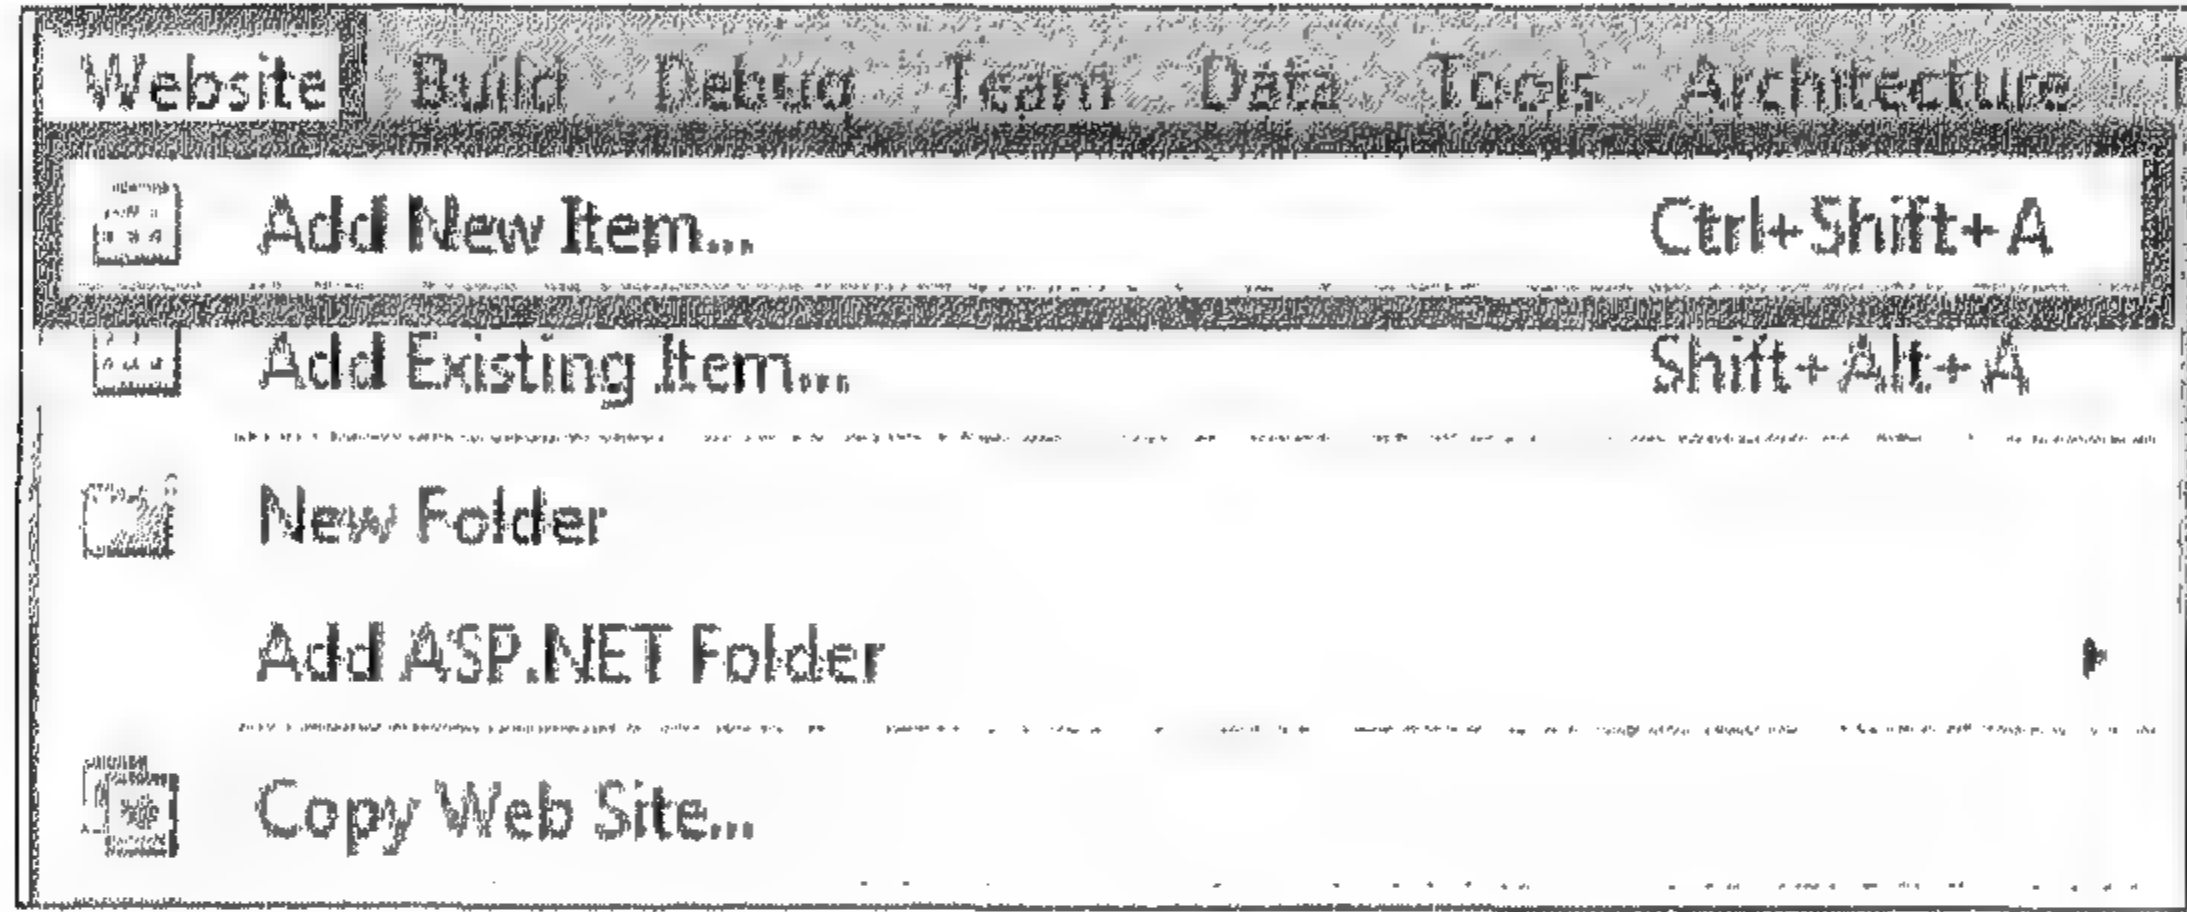 Website Build Debug Team Data Tools Architecture
Add New Item... Ctrl+Shift+A
Add Existing Item... Shift+Alt+A
New Folder
Add ASP.NET Folder
Copy Web Site...